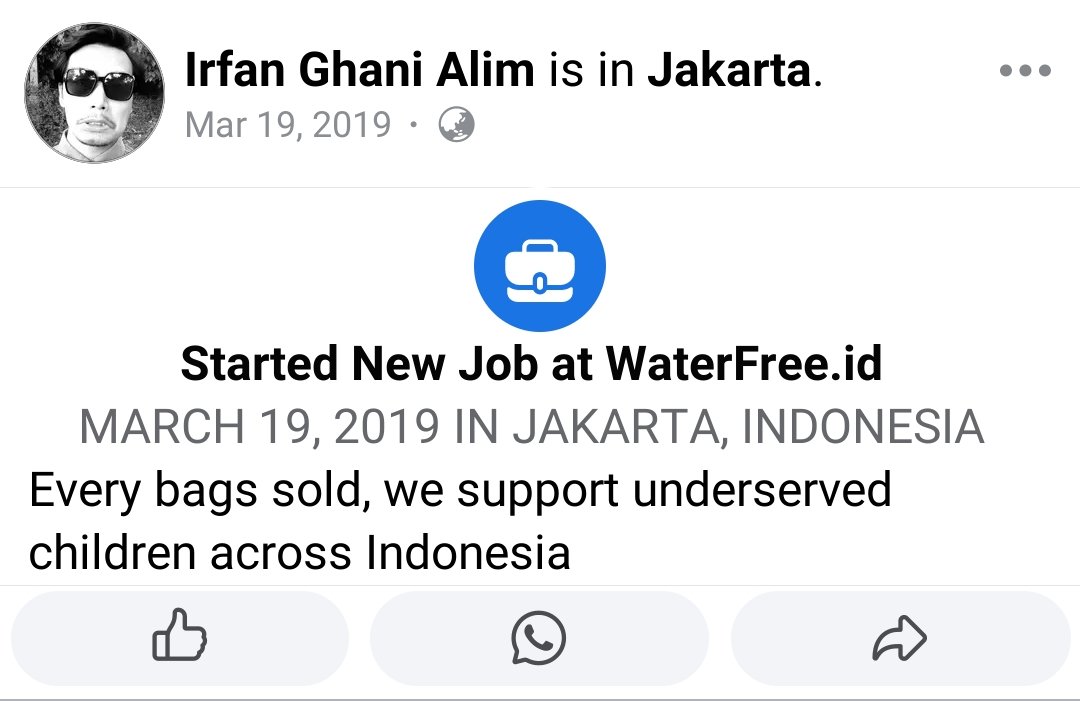 Irfan Ghani Alim is in Jakarta.
Mar 19, 2019 ·
Started New Job at WaterFree.id
MARCH 19, 2019 IN JAKARTA, INDONESIA
Every bags sold, we support underserved
children across Indonesia